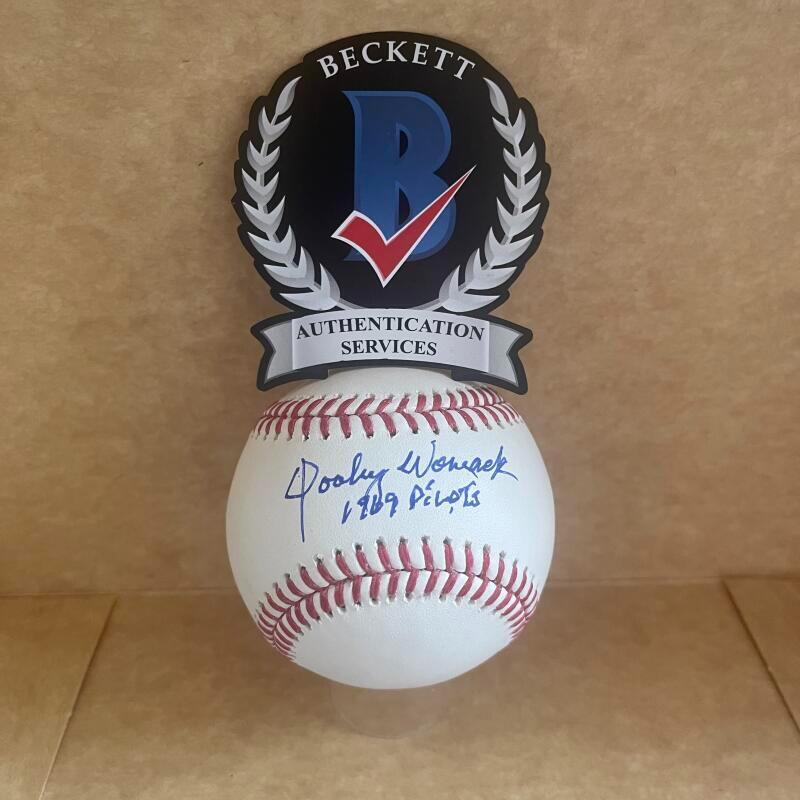 BECKETT
B
AUTHENTICATION
SERVICES
Dooley Womack
1969 Pilots